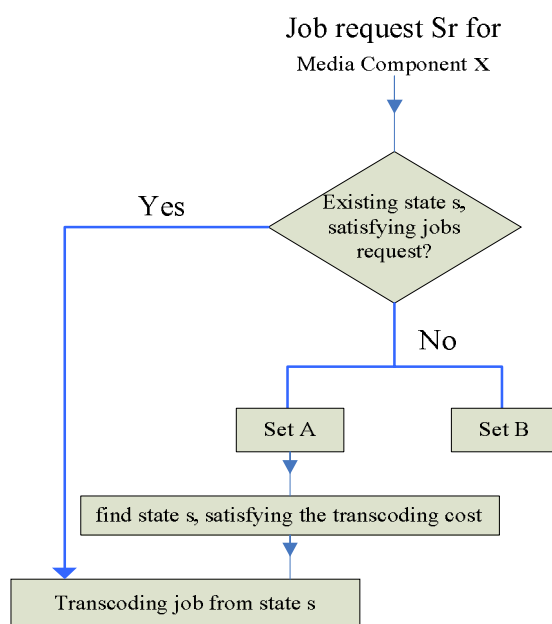 Job request Sr for
Media Component X
Existing state s,
satisfying jobs
request?
Yes
No
Set A
Set B
find state s, satisfying the transcoding cost
Transcoding job from state s